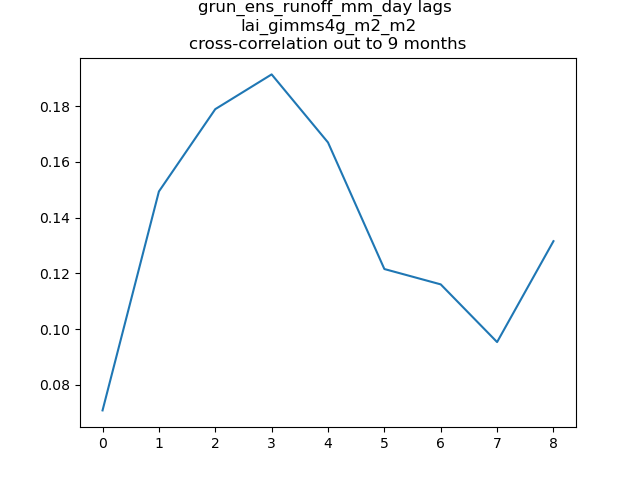 grun_ens_runoff_mm_day lags
lai_gimms4g_m2_m2
cross-correlation out to 9 months
0.18
0.16
0.14
0.12
0.10
0.08
0 1 2 3 4 5 6 7 8